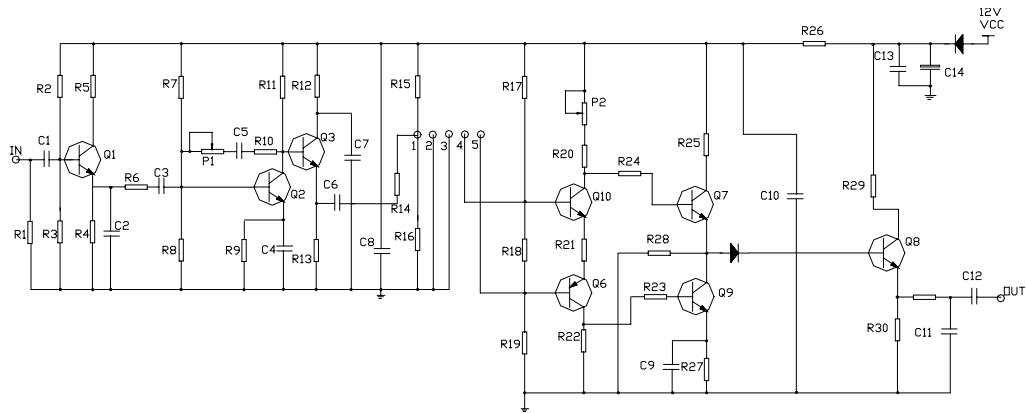 12V
VCC
R26
C13
C14
R2
R5
R7
R11
R12
R15
R17
P2
IN
C1
Q1
C5
R10
Q3
C7
P1
1
2
3
4
5
R20
R24
R25
R6
C3
Q2
C6
R14
Q10
Q7
C10
R29
R1
R3
R4
C2
R8
R9
C4
R13
C8
R16
R18
R21
R28
Q8
Q6
R23
Q9
C12
OUT
R19
R22
C9
R27
R30
C11